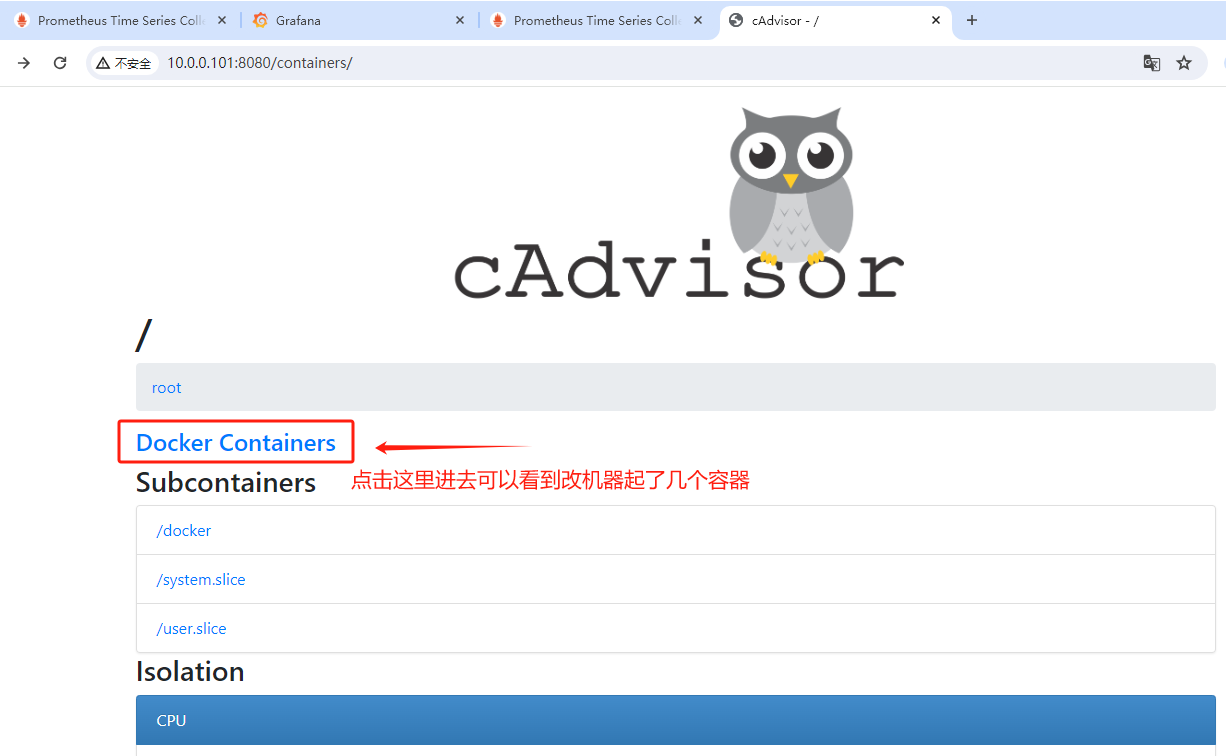 Prometheus Time Series Coll
Grafana
Prometheus Time Series Coll
cAdvisor - /
不安全
10.0.0.101:8080/containers/
cAdvisor
/
root
Docker Containers
点击这里进去可以看到改机器起了几个容器
Subcontainers
/docker
/system.slice
/user.slice
Isolation
CPU